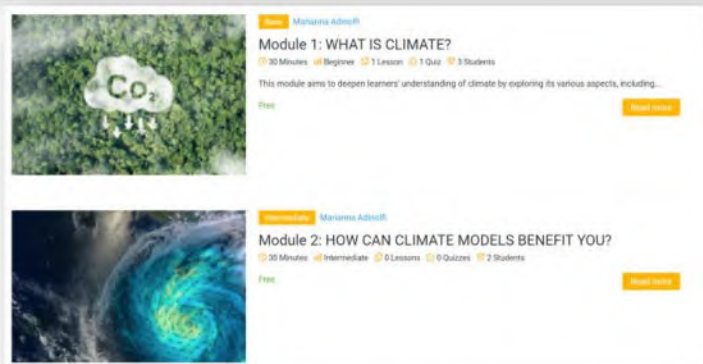 CO₂
Basic Marianna Adinolfi
Module 1: WHAT IS CLIMATE?
30 Minutes Beginner 1 Lesson 1 Quiz 3 Students
This module aims to deepen learners' understanding of climate by exploring its various aspects, including...
Free
Read more
Intermediate Marianna Adinolfi
Module 2: HOW CAN CLIMATE MODELS BENEFIT YOU?
30 Minutes Intermediate 0 Lessons 0 Quizzes 2 Students
Free
Read more